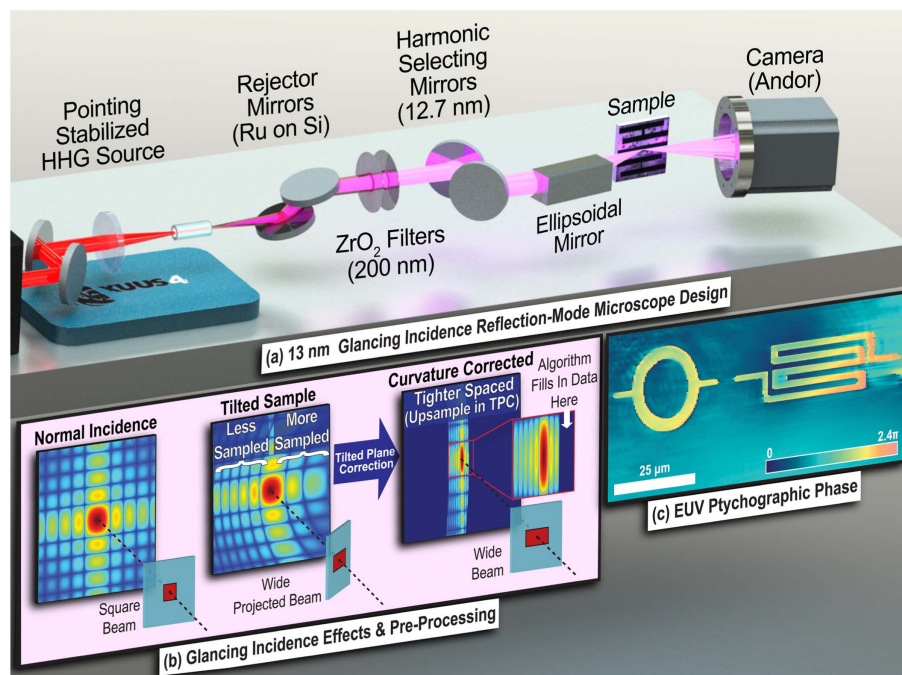 Pointing
Stabilized
HHG Source
Rejector
Mirrors
(Ru on Si)
Harmonic
Selecting
Mirrors
(12.7 nm)
Sample
Camera
(Andor)
ZrO₂ Filters
(200 nm)
Ellipsoidal
Mirror
XUUS4
(a) 13 nm Glancing Incidence Reflection-Mode Microscope Design
Normal Incidence
Square
Beam
Tilted Sample
Less
Sampled
More
Sampled
Wide
Projected Beam
Tilted Plane
Correction
Curvature Corrected
Tighter Spaced
(Upsample in TPC)
Algorithm
Fills In Data
Here
Wide
Beam
(b) Glancing Incidence Effects & Pre-Processing
25 µm
0
2.4π
(c) EUV Ptychographic Phase